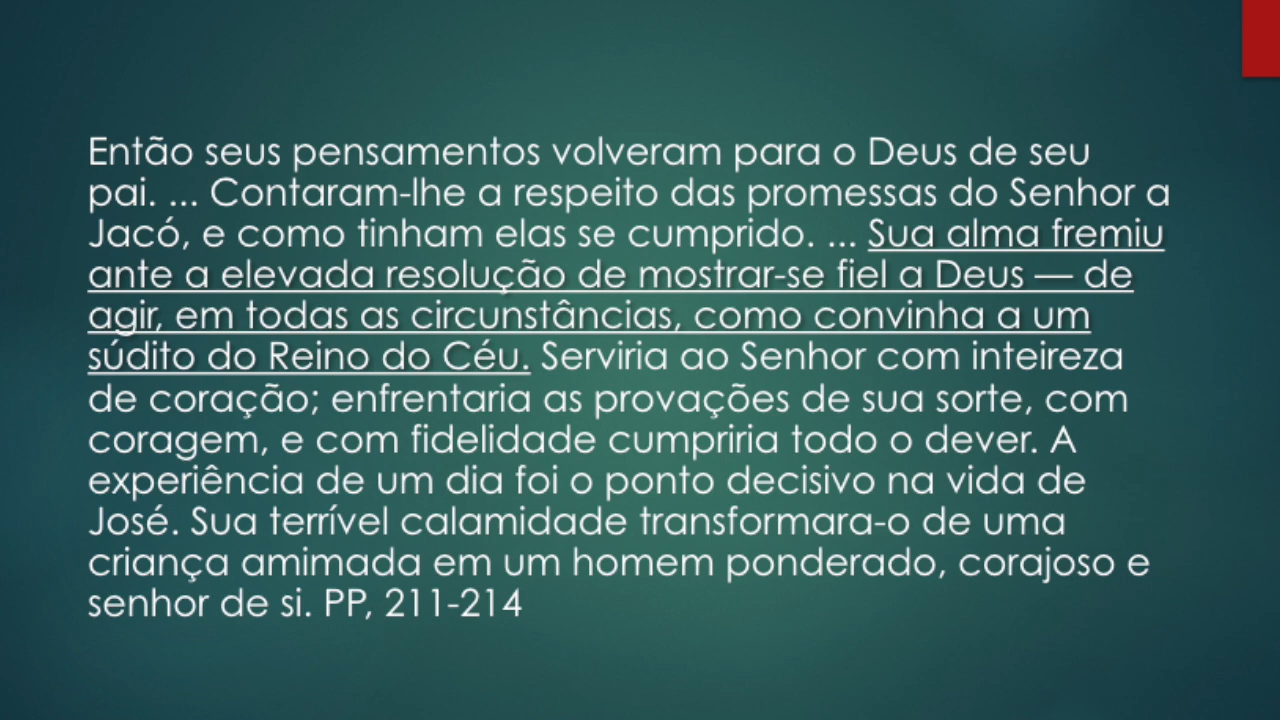 Então seus pensamentos volveram para o Deus de seu
pai. ... Contaram-lhe a respeito das promessas do Senhor a
Jacó, e como tinham elas se cumprido. ... Sua alma fremiu
ante a elevada resolução de mostrar-se fiel a Deus — de
agir, em todas as circunstâncias, como convinha a um
súdito do Reino do Céu. Serviria ao Senhor com inteireza
de coração; enfrentaria as provações de sua sorte, com
coragem, e com fidelidade cumpriria todo o dever. A
experiência de um dia foi o ponto decisivo na vida de
José. Sua terrível calamidade transformara-o de uma
criança amimada em um homem ponderado, corajoso e
senhor de si. PP, 211-214